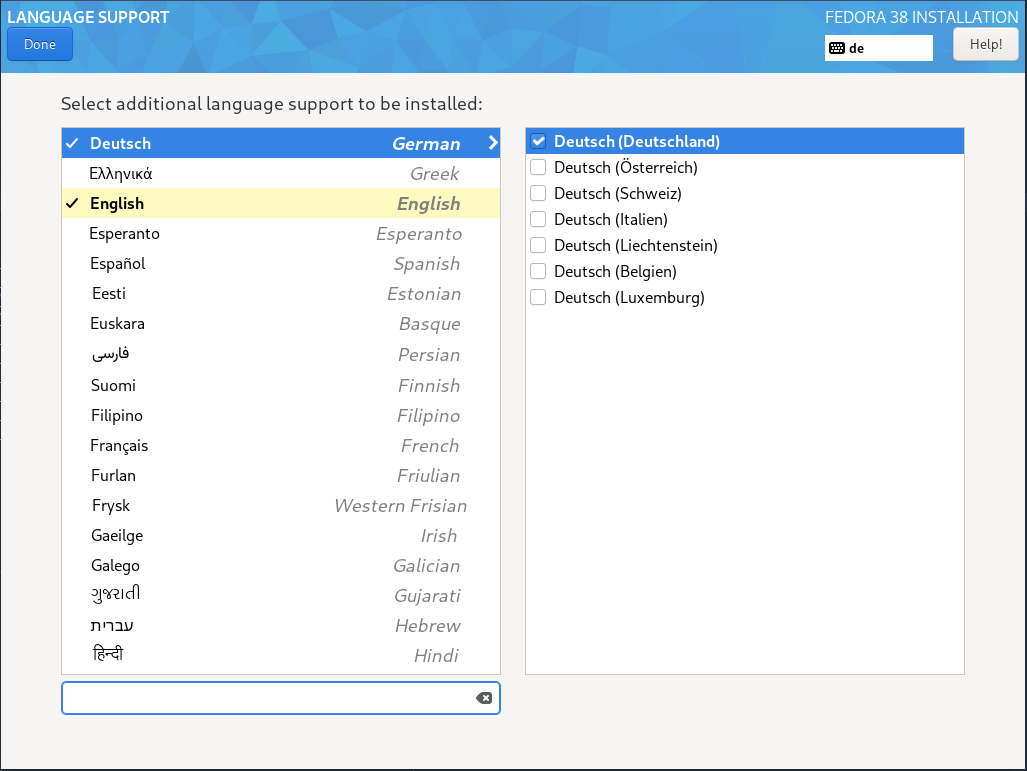 LANGUAGE SUPPORT
FEDORA 38 INSTALLATION
Done
de
Help!
Select additional language support to be installed:
Deutsch German
Ελληνικά Greek
English English
Esperanto Esperanto
Español Spanish
Eesti Estonian
Euskara Basque
فارسی Persian
Suomi Finnish
Filipino Filipino
Français French
Furlan Friulian
Frysk Western Frisian
Gaeilge Irish
Galego Galician
ગુજરાતી Gujarati
עברית Hebrew
हिन्दी Hindi
Deutsch (Deutschland)
Deutsch (Österreich)
Deutsch (Schweiz)
Deutsch (Italien)
Deutsch (Liechtenstein)
Deutsch (Belgien)
Deutsch (Luxemburg)